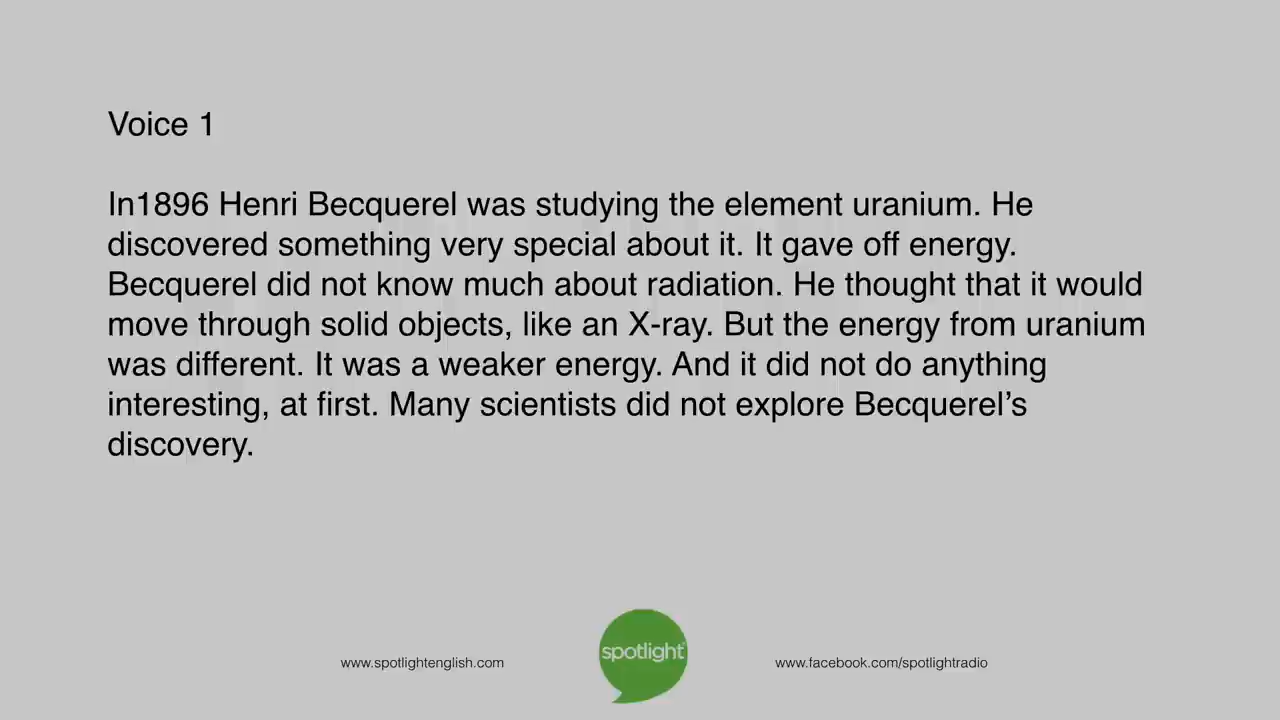 Voice 1
In1896 Henri Becquerel was studying the element uranium. He
discovered something very special about it. It gave off energy.
Becquerel did not know much about radiation. He thought that it would
move through solid objects, like an X-ray. But the energy from uranium
was different. It was a weaker energy. And it did not do anything
interesting, at first. Many scientists did not explore Becquerel’s
discovery.
www.spotlightenglish.com
spotlight
www.facebook.com/spotlightradio